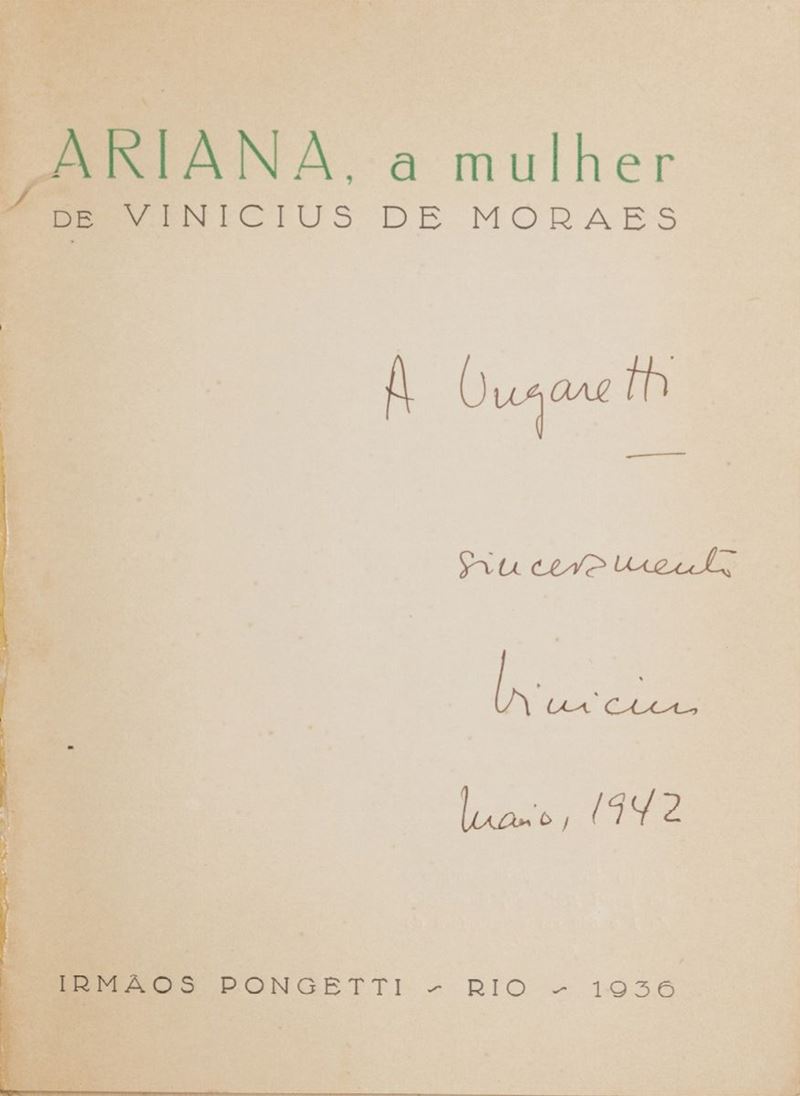 ARIANA, a mulher
DE VINICIUS DE MORAES
A Ungaretti
sinceramente
Vinicius
Maio, 1942
IRMÃOS PONGETTI ~ RIO ~ 1936